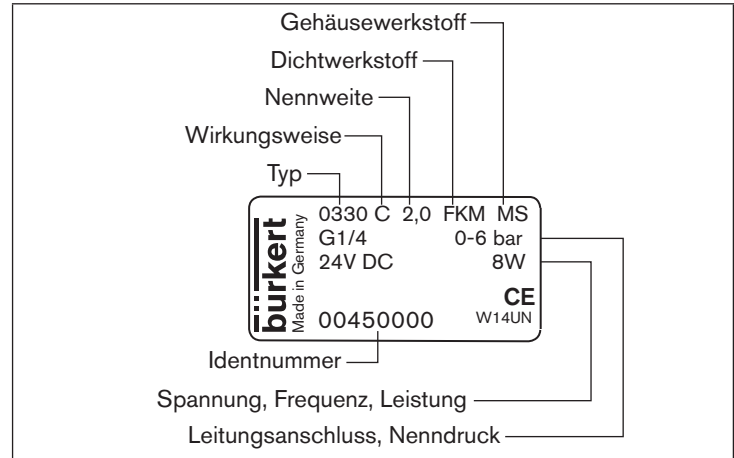 Gehäusewerkstoff
Dichtwerkstoff
Nennweite
Wirkungsweise
Typ
bürkert
Made in Germany
0330 C 2,0 FKM MS
G1/4 0-6 bar
24V DC 8W
CE
00450000 W14UN
Identnummer
Spannung, Frequenz, Leistung
Leitungsanschluss, Nenndruck